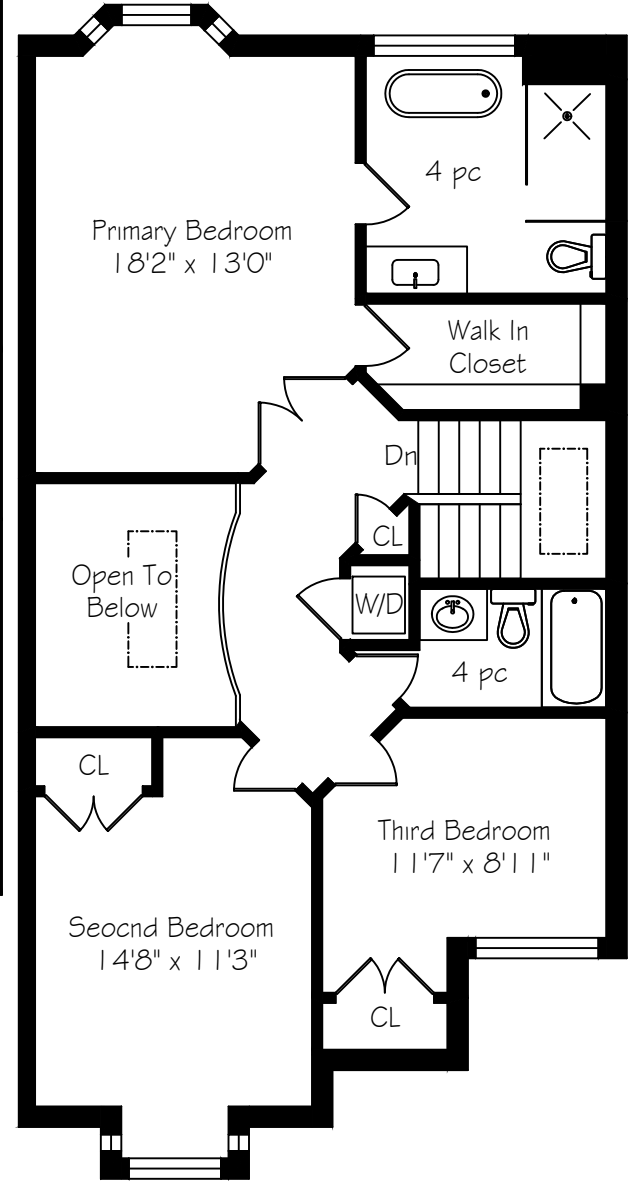 4 pc
Primary Bedroom
18'2" x 13'0"
Walk In
Closet
Dn
CL
Open To
Below
W/D
4 pc
CL
Third Bedroom
11'7" x 8'11"
Seocnd Bedroom
14'8" x 11'3"
CL